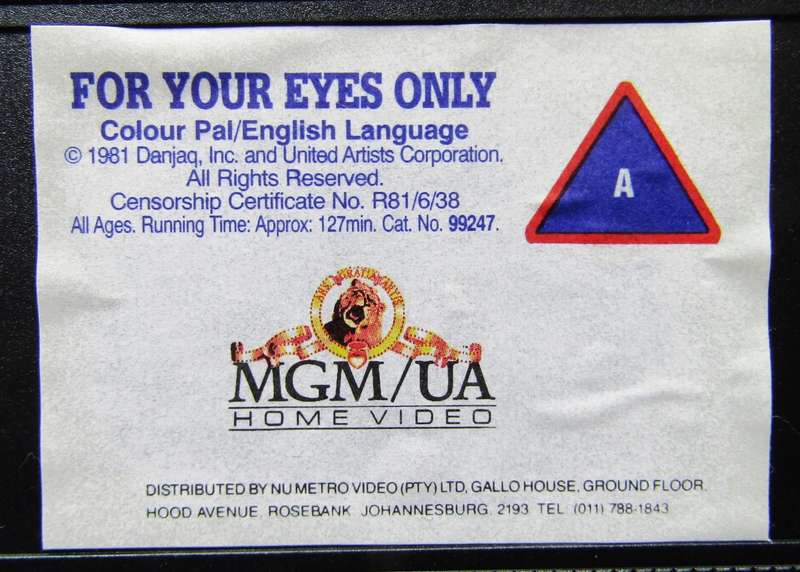 FOR YOUR EYES ONLY
Colour Pal/English Language
© 1981 Danjaq, Inc. and United Artists Corporation.
All Rights Reserved.
Censorship Certificate No. R81/6/38
All Ages. Running Time: Approx: 127min. Cat. No. 99247.
A
ARS GRATIA ARTIS
MGM/UA
HOME VIDEO
DISTRIBUTED BY NU METRO VIDEO (PTY) LTD, GALLO HOUSE, GROUND FLOOR,
HOOD AVENUE, ROSEBANK JOHANNESBURG, 2193 TEL (011) 788-1843